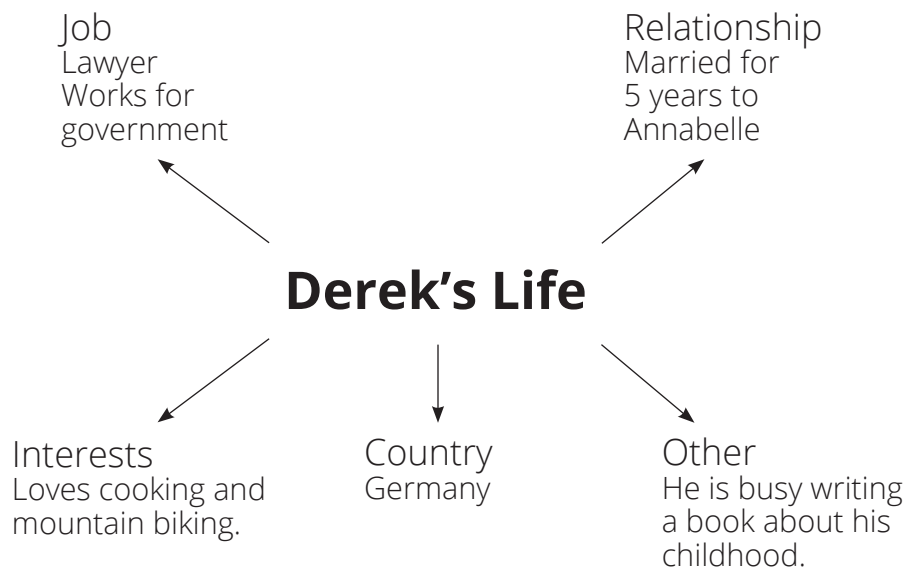 Job
Lawyer
Works for
government
Relationship
Married for
5 years to
Annabelle
Derek’s Life
Interests
Loves cooking and
mountain biking.
Country
Germany
Other
He is busy writing
a book about his
childhood.